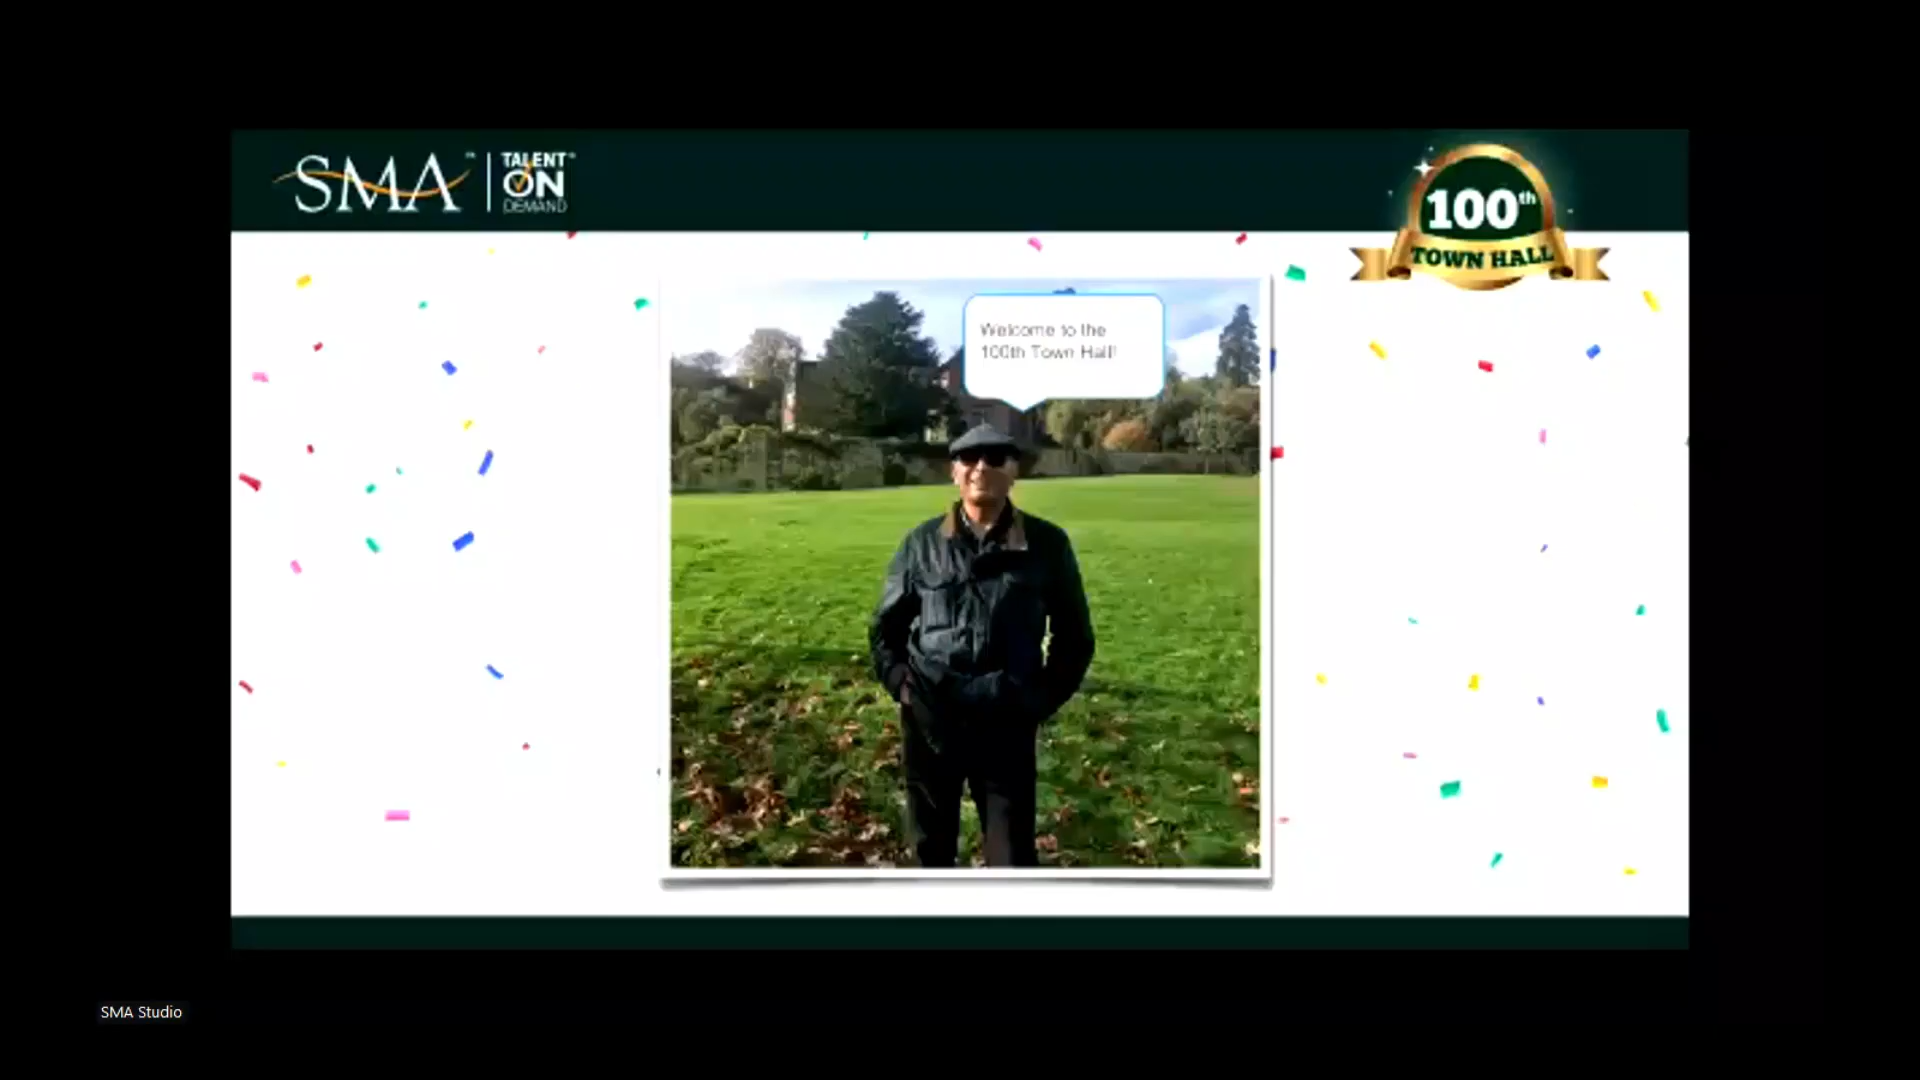 SMA
TALENT
ON
DEMAND
100th
TOWN HALL
Welcome to the
100th Town Hall!
SMA Studio